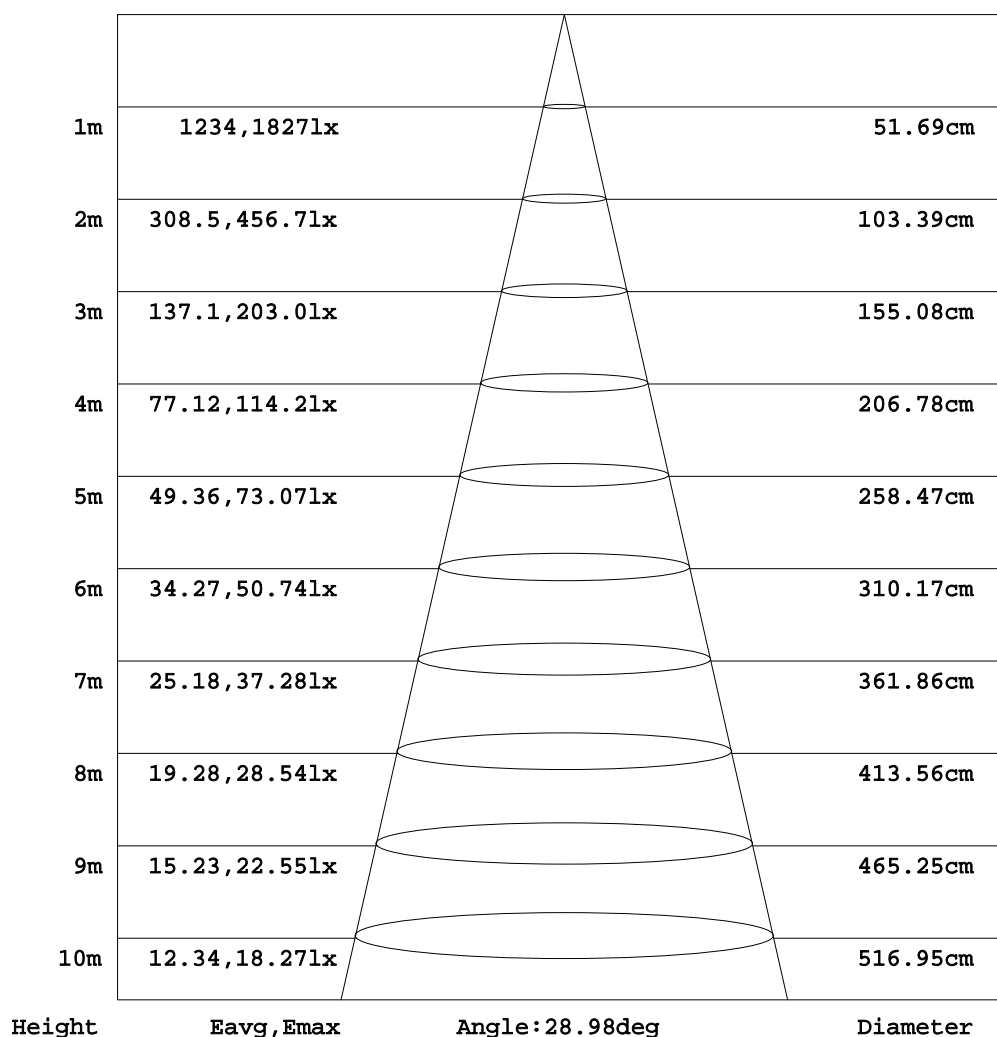 1m 1234,1827lx 51.69cm
2m 308.5,456.7lx 103.39cm
3m 137.1,203.0lx 155.08cm
4m 77.12,114.2lx 206.78cm
5m 49.36,73.07lx 258.47cm
6m 34.27,50.74lx 310.17cm
7m 25.18,37.28lx 361.86cm
8m 19.28,28.54lx 413.56cm
9m 15.23,22.55lx 465.25cm
10m 12.34,18.27lx 516.95cm
Height Eavg,Emax Angle:28.98deg Diameter